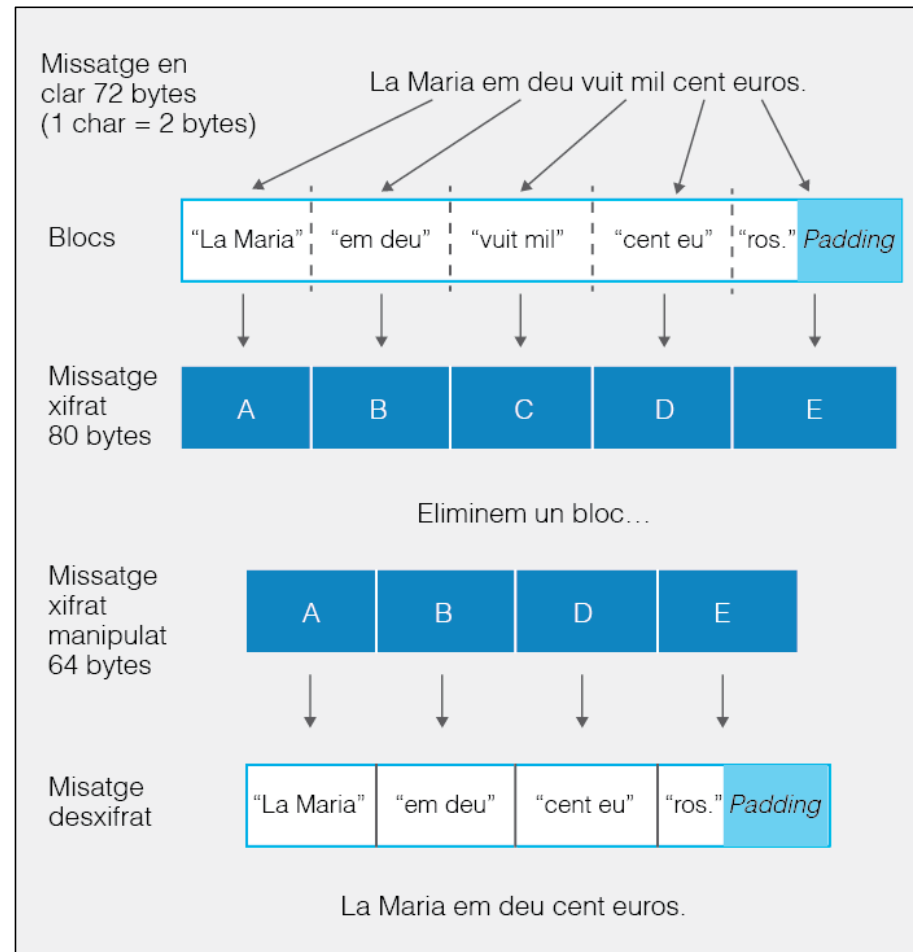 Missatge en
clar 72 bytes
(1 char = 2 bytes)
La Maria em deu vuit mil cent euros.
Blocs
“La Maria” “em deu” “vuit mil” “cent eu” “ros.” Padding
Missatge
xifrat
80 bytes
A B C D E
Eliminem un bloc…
Missatge
xifrat
manipulat
64 bytes
A B D E
Misatge
desxifrat
“La Maria” “em deu” “cent eu” “ros.” Padding
La Maria em deu cent euros.